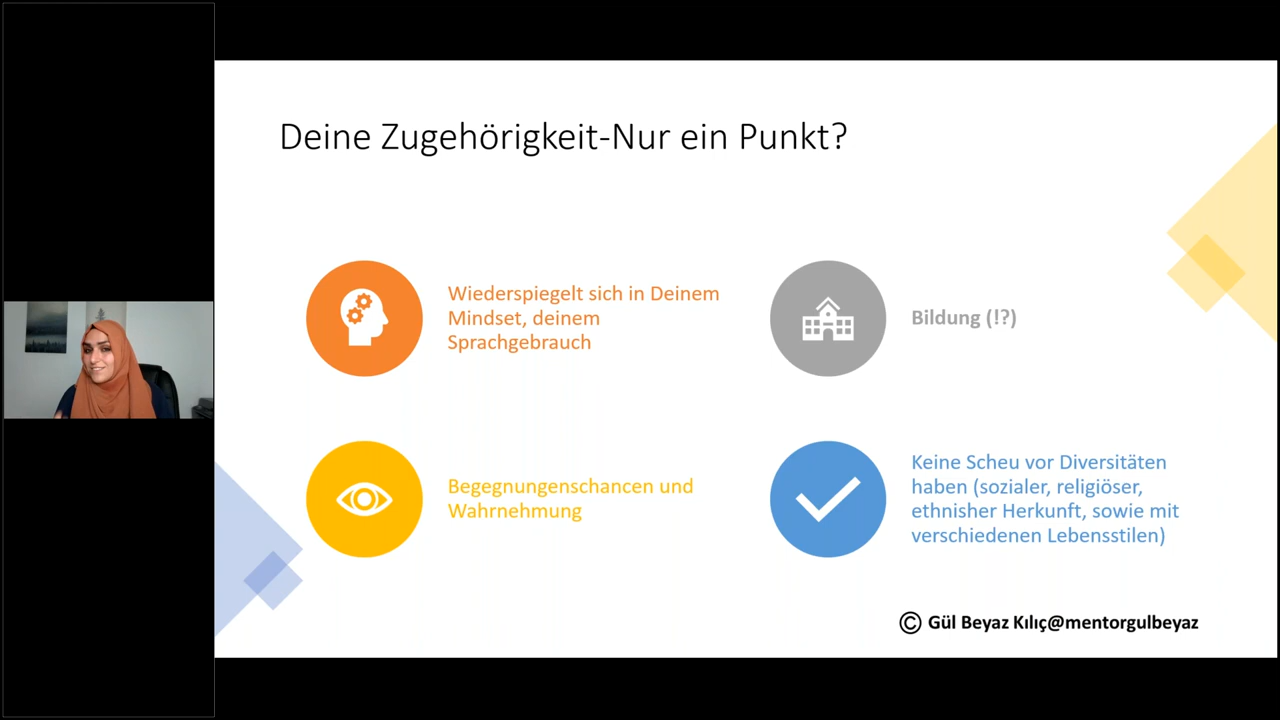 Deine Zugehörigkeit-Nur ein Punkt?
Wiederspiegelt sich in Deinem
Mindset, deinem
Sprachgebrauch
Bildung (!?)
Begegnungenschancen und
Wahrnehmung
Keine Scheu vor Diversitäten
haben (sozialer, religiöser,
ethnisher Herkunft, sowie mit
verschiedenen Lebensstilen)
© Gül Beyaz Kılıç@mentorgulbeyaz